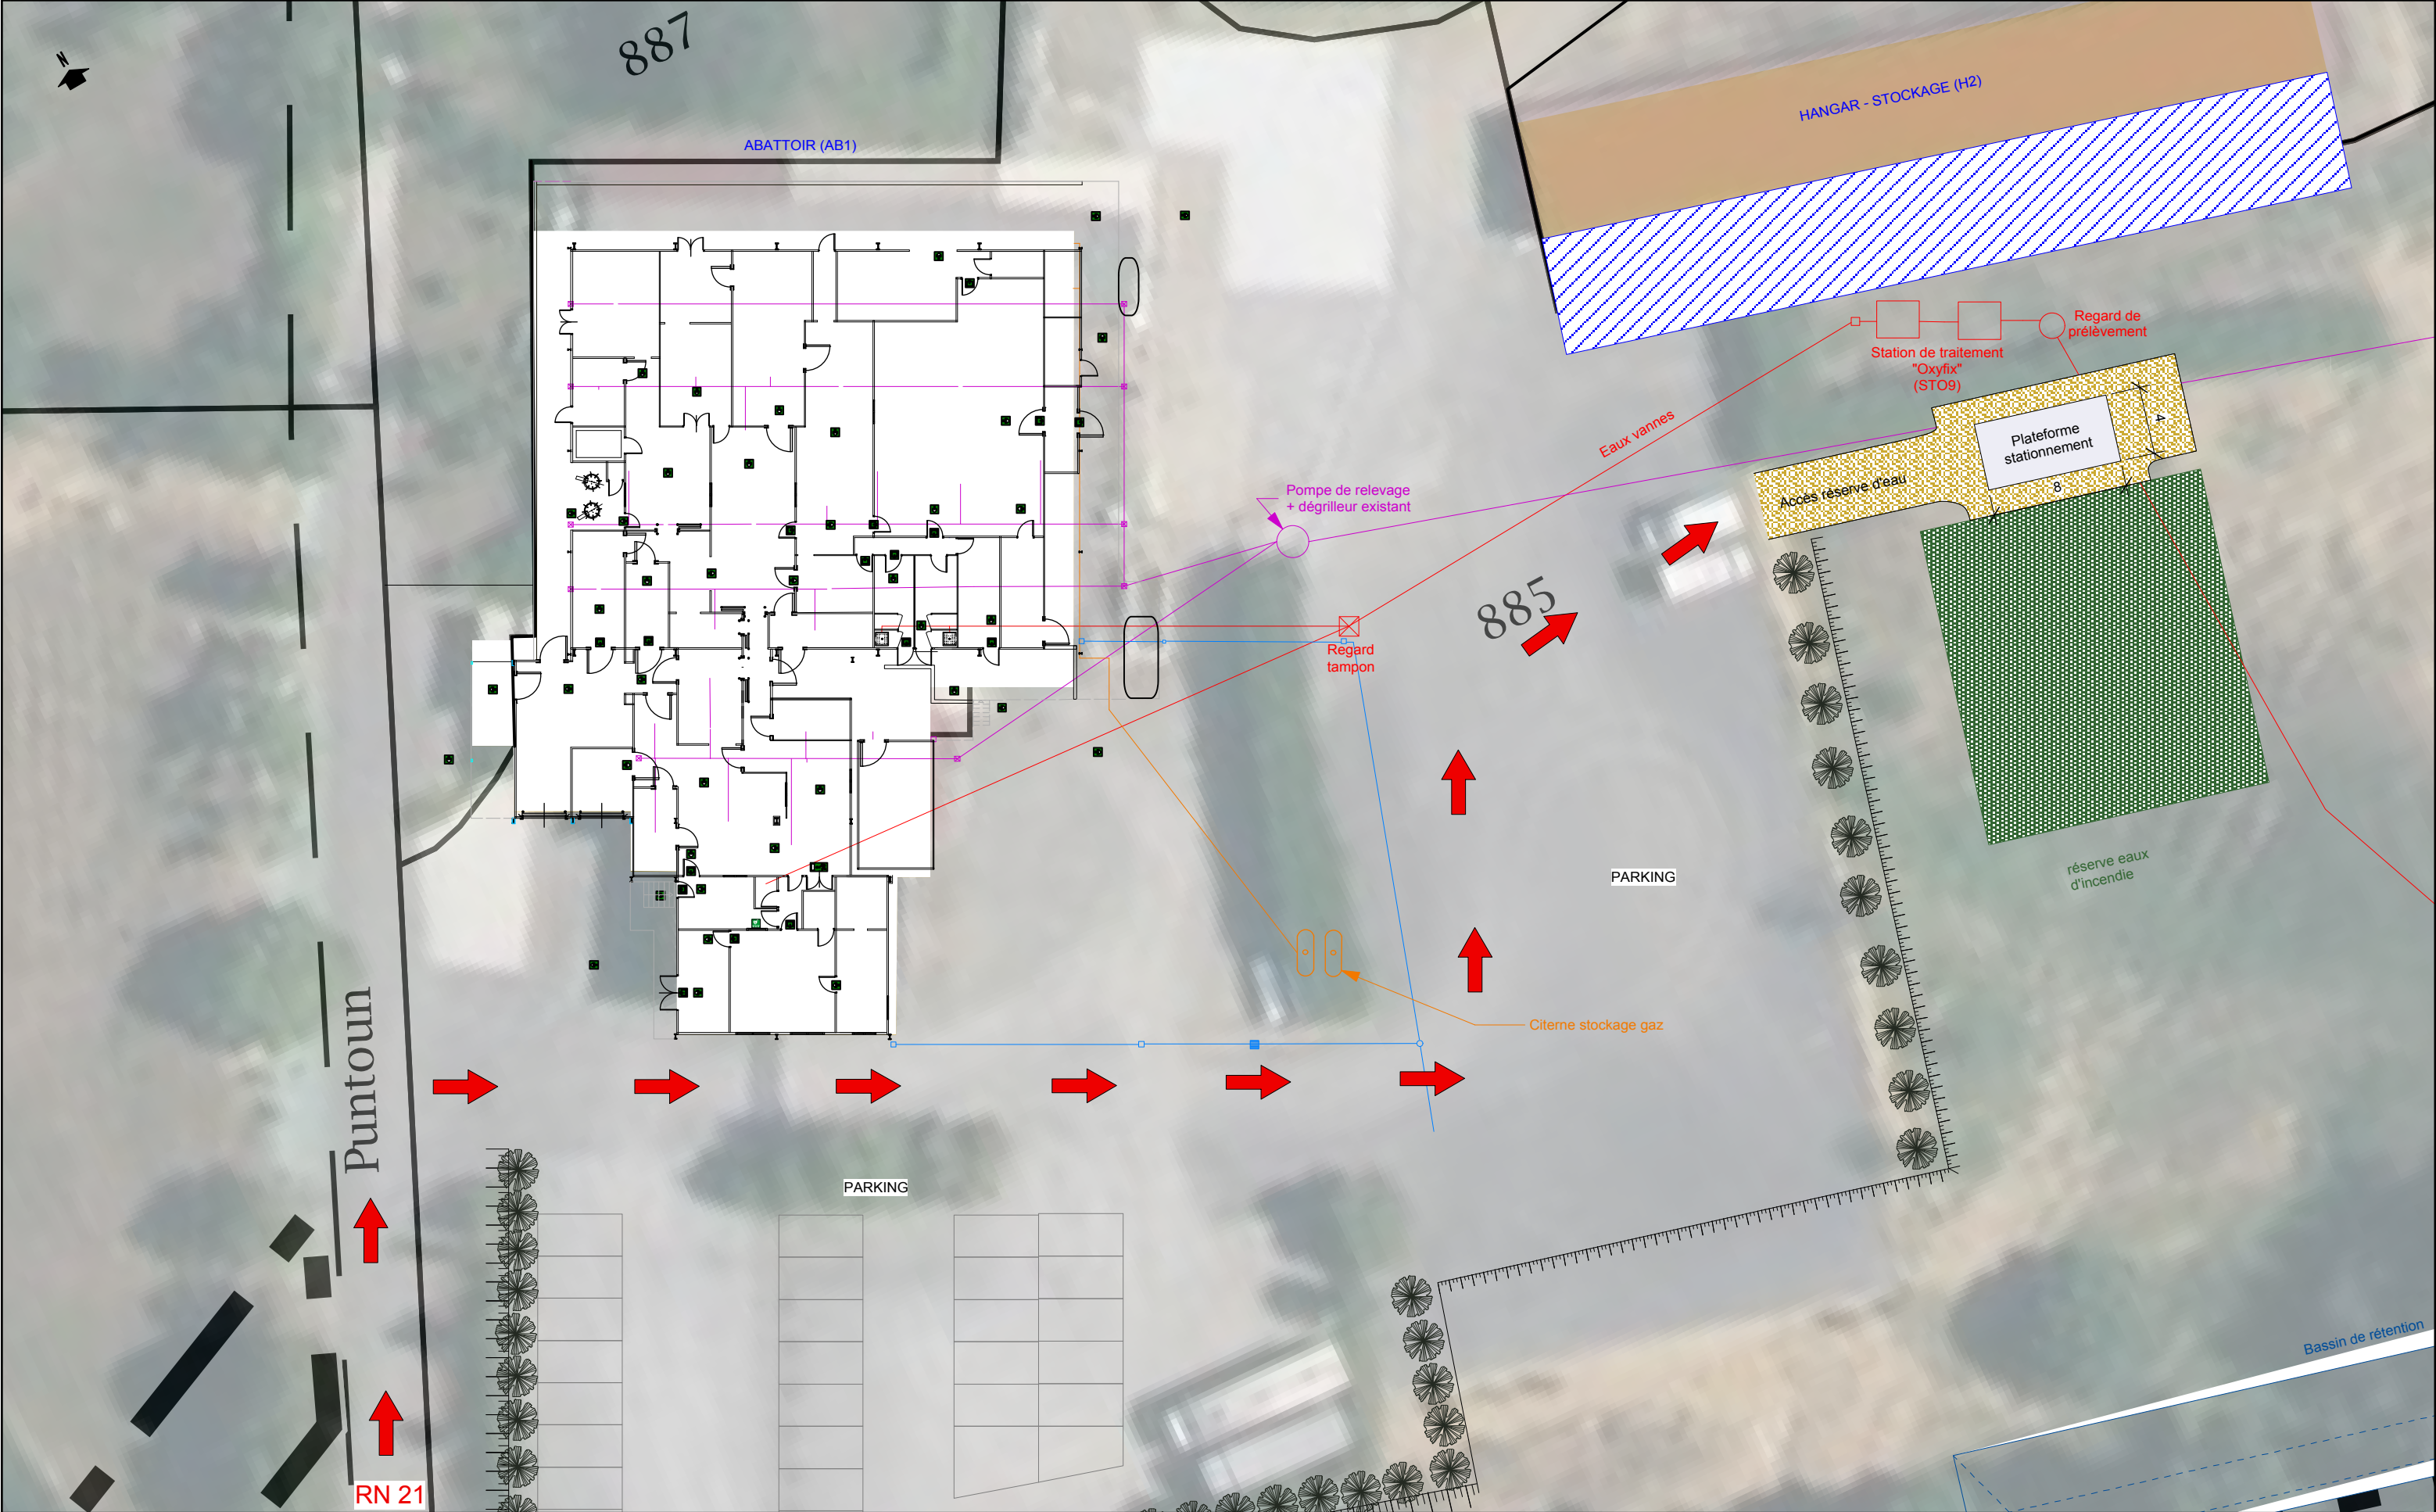 N
887
ABATTOIR (AB1)
HANGAR - STOCKAGE (H2)
Regard de
prélèvement
Station de traitement
"Oxyfix"
(STO9)
Eaux vannes
Plateforme
stationnement
4
8
Accès réserve d'eau
Pompe de relevage
+ dégrilleur existant
885
Regard
tampon
PARKING
réserve eaux
d'incendie
Citerne stockage gaz
Puntoun
PARKING
Bassin de rétention
RN 21